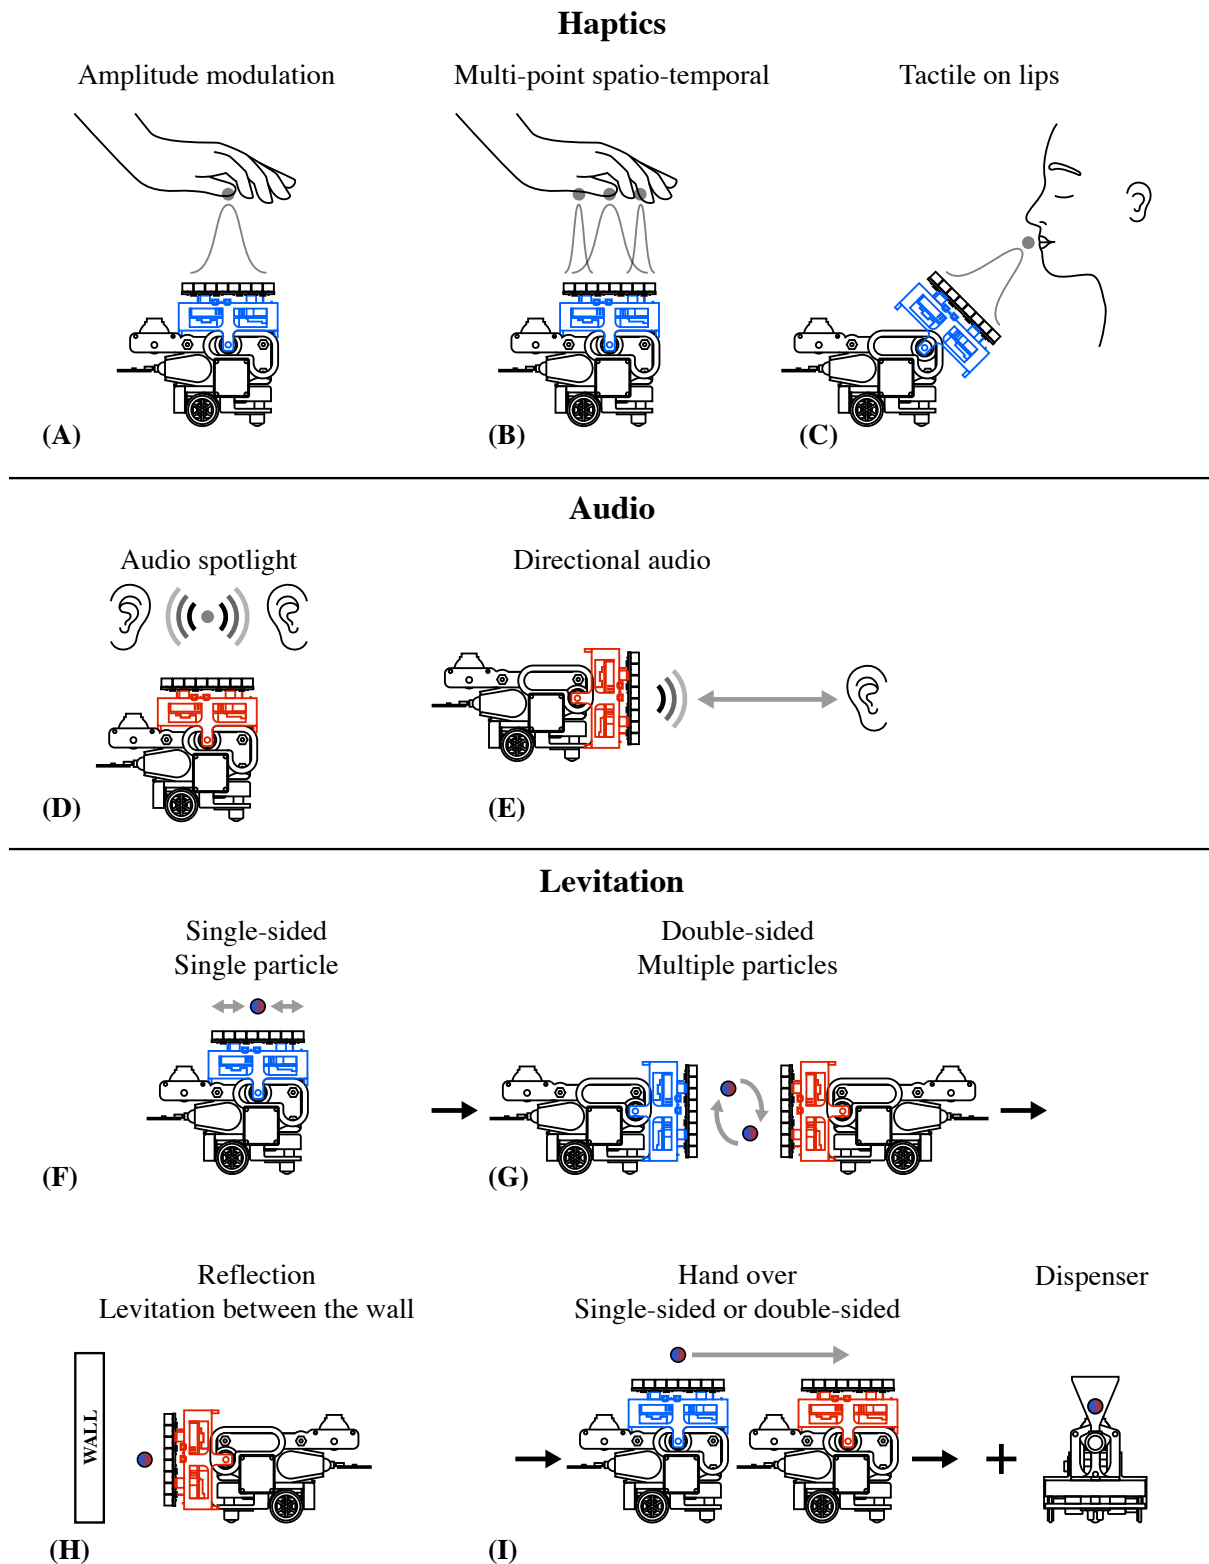 Haptics
Amplitude modulation
Multi-point spatio-temporal
Tactile on lips
(A)
(B)
(C)
Audio
Audio spotlight
Directional audio
(D)
(E)
Levitation
Single-sided
Single particle
Double-sided
Multiple particles
(F)
(G)
Reflection
Levitation between the wall
Hand over
Single-sided or double-sided
Dispenser
WALL
+
(H)
(I)